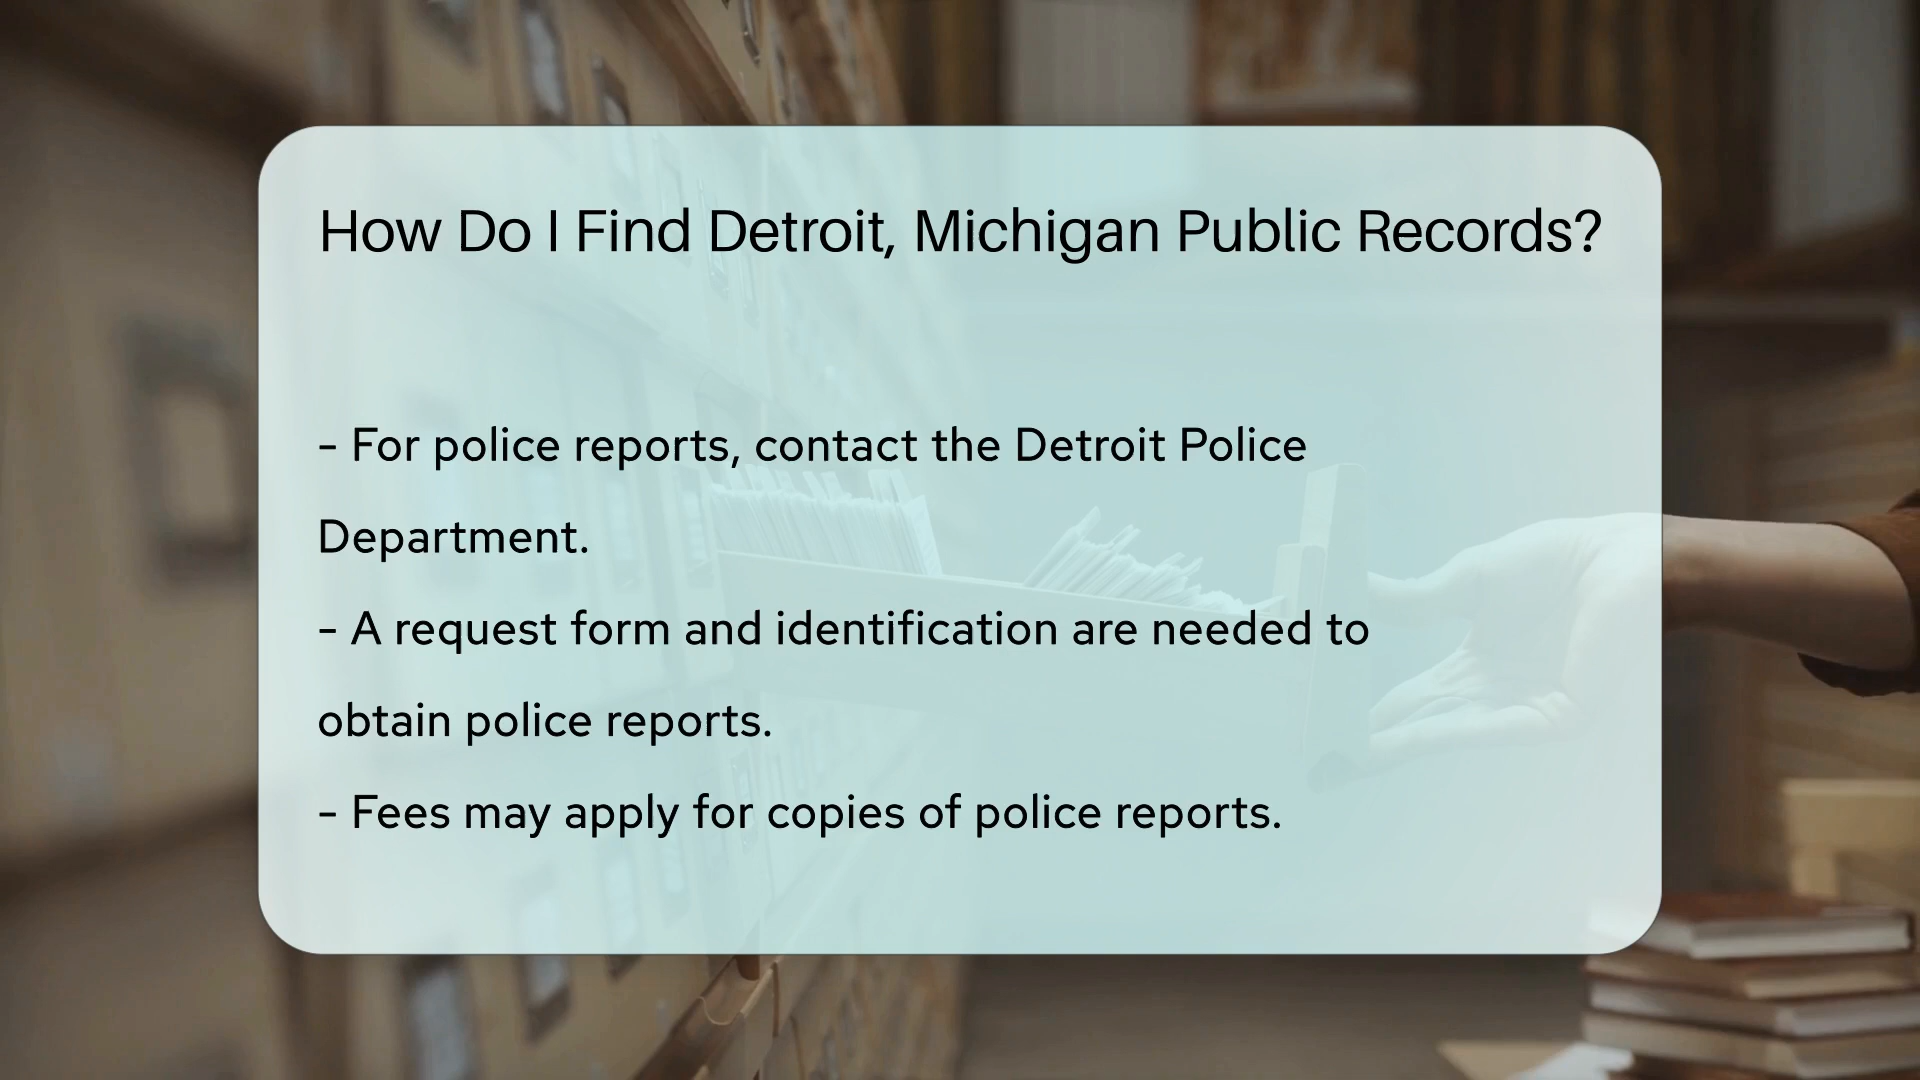 How Do I Find Detroit, Michigan Public Records?
- For police reports, contact the Detroit Police
Department.
- A request form and identification are needed to
obtain police reports.
- Fees may apply for copies of police reports.